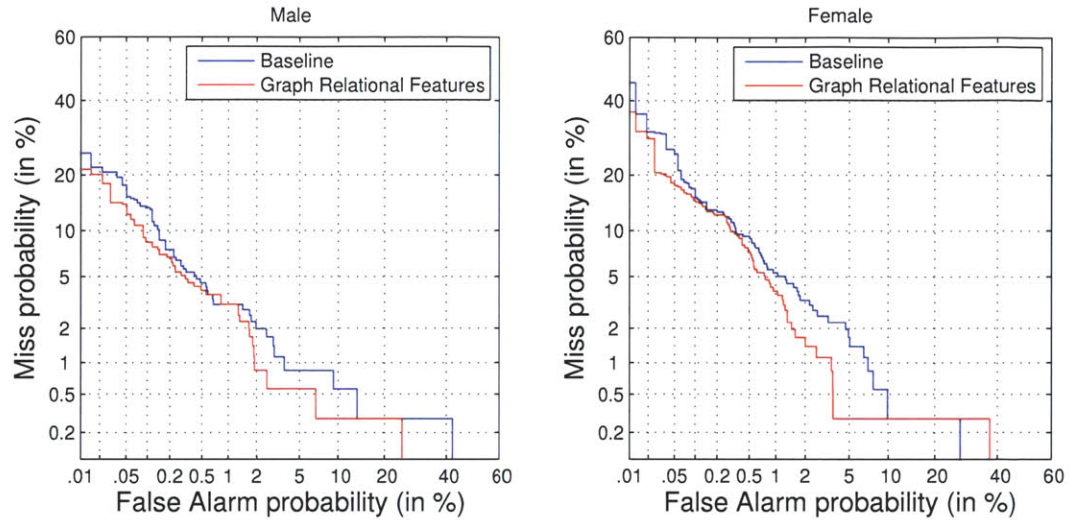 Male
60
40
20
10
5
2
1
0.5
0.2
Miss probability (in %)
Baseline
Graph Relational Features
.01 .05 0.2 0.5 1 2 5 10 20 40 60
False Alarm probability (in %)
Female
60
40
20
10
5
2
1
0.5
0.2
Miss probability (in %)
Baseline
Graph Relational Features
.01 .05 0.2 0.5 1 2 5 10 20 40 60
False Alarm probability (in %)